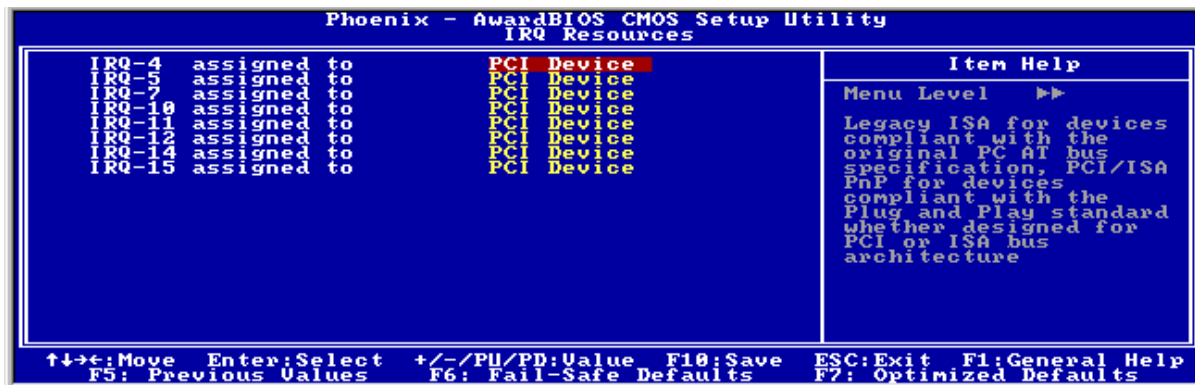 Phoenix - AwardBIOS CMOS Setup Utility
IRQ Resources
IRQ-4 assigned to PCI Device
IRQ-5 assigned to PCI Device
IRQ-7 assigned to PCI Device
IRQ-10 assigned to PCI Device
IRQ-11 assigned to PCI Device
IRQ-12 assigned to PCI Device
IRQ-14 assigned to PCI Device
IRQ-15 assigned to PCI Device
Item Help
Menu Level ►►
Legacy ISA for devices
compliant with the
original PC AT bus
specification, PCI/ISA
PnP for devices
compliant with the
Plug and Play standard
whether designed for
PCI or ISA bus
architecture
↑↓→←:Move Enter:Select +/-/PU/PD:Value F10:Save ESC:Exit F1:General Help
F5: Previous Values F6: Fail-Safe Defaults F7: Optimized Defaults